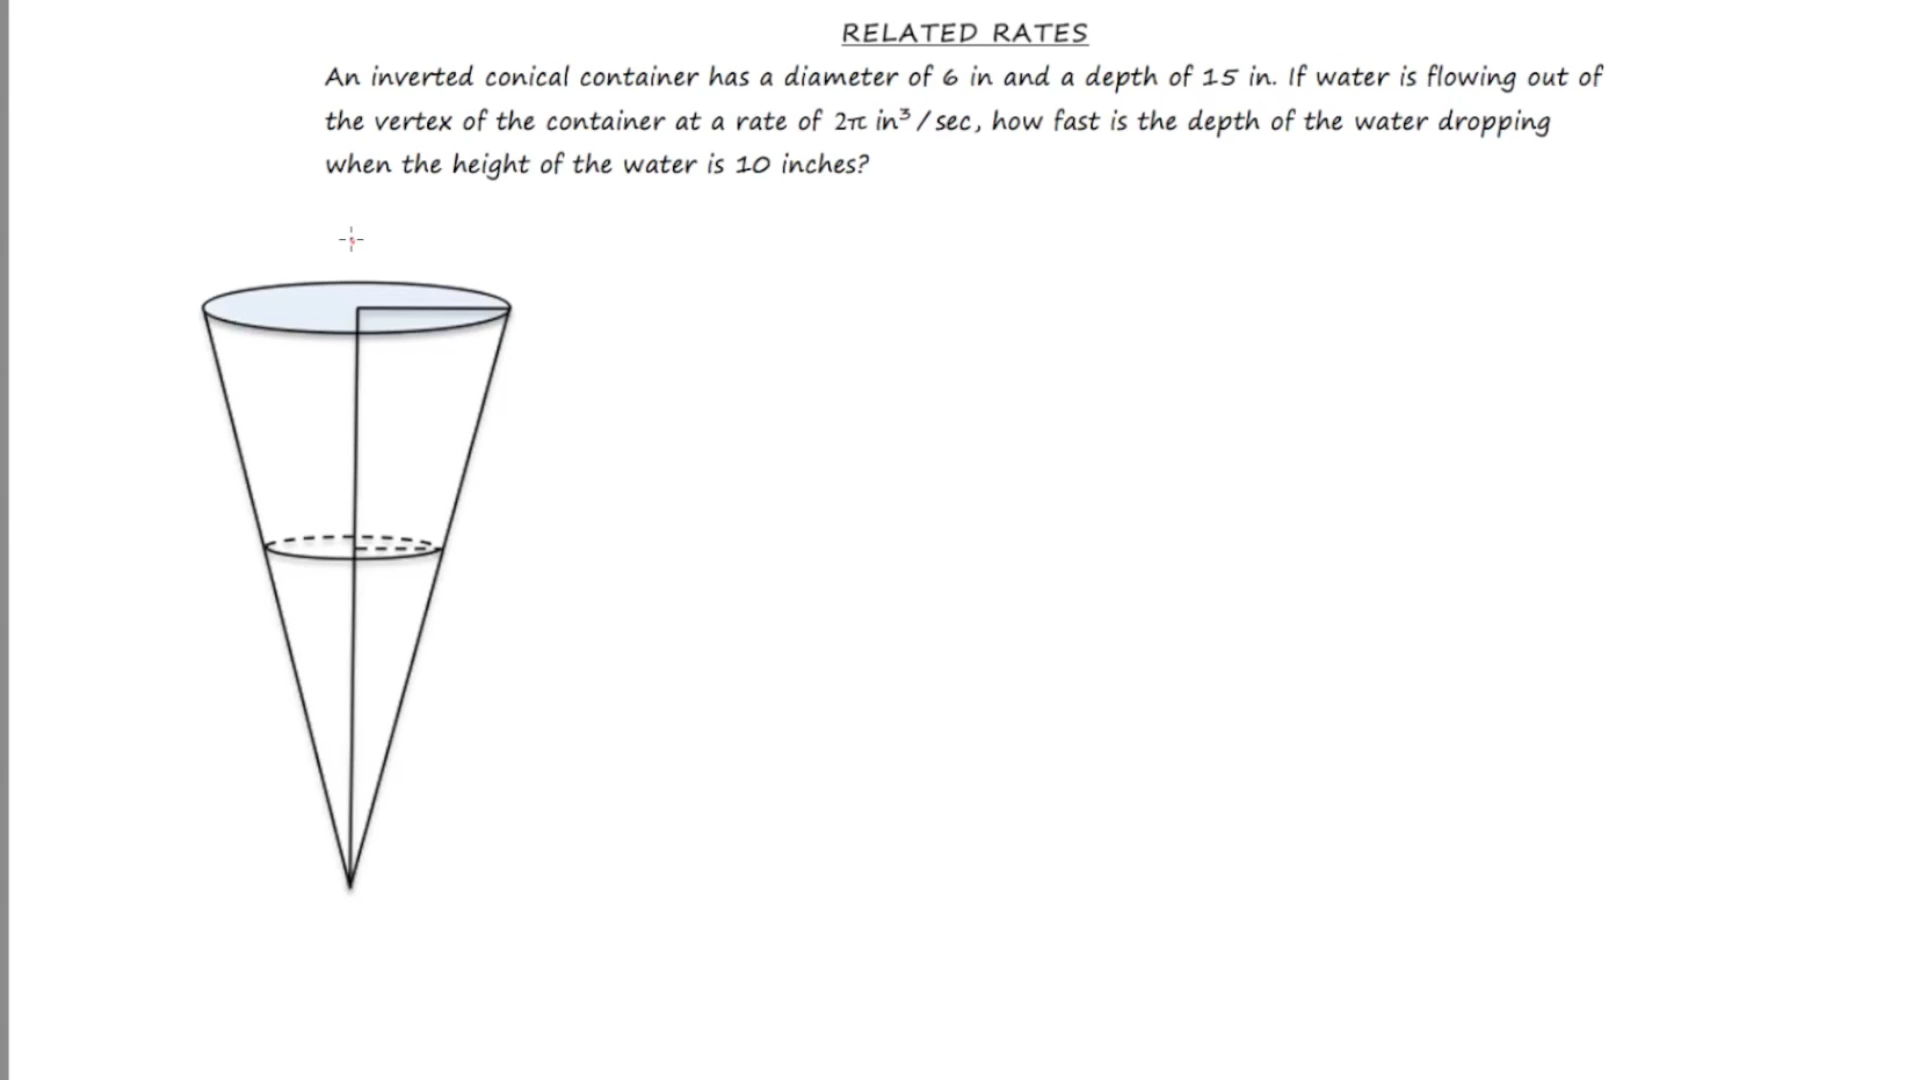 RELATED RATES
An inverted conical container has a diameter of 6 in and a depth of 15 in. If water is flowing out of
the vertex of the container at a rate of 2π in³/sec, how fast is the depth of the water dropping
when the height of the water is 10 inches?